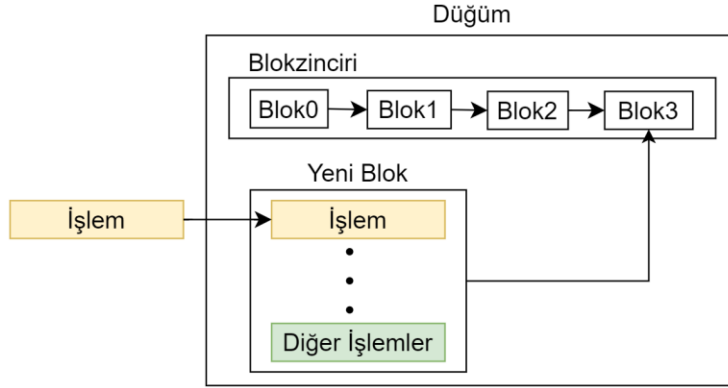 Düğüm
Blokzinciri
Blok0
Blok1
Blok2
Blok3
Yeni Blok
İşlem
İşlem
Diğer İşlemler